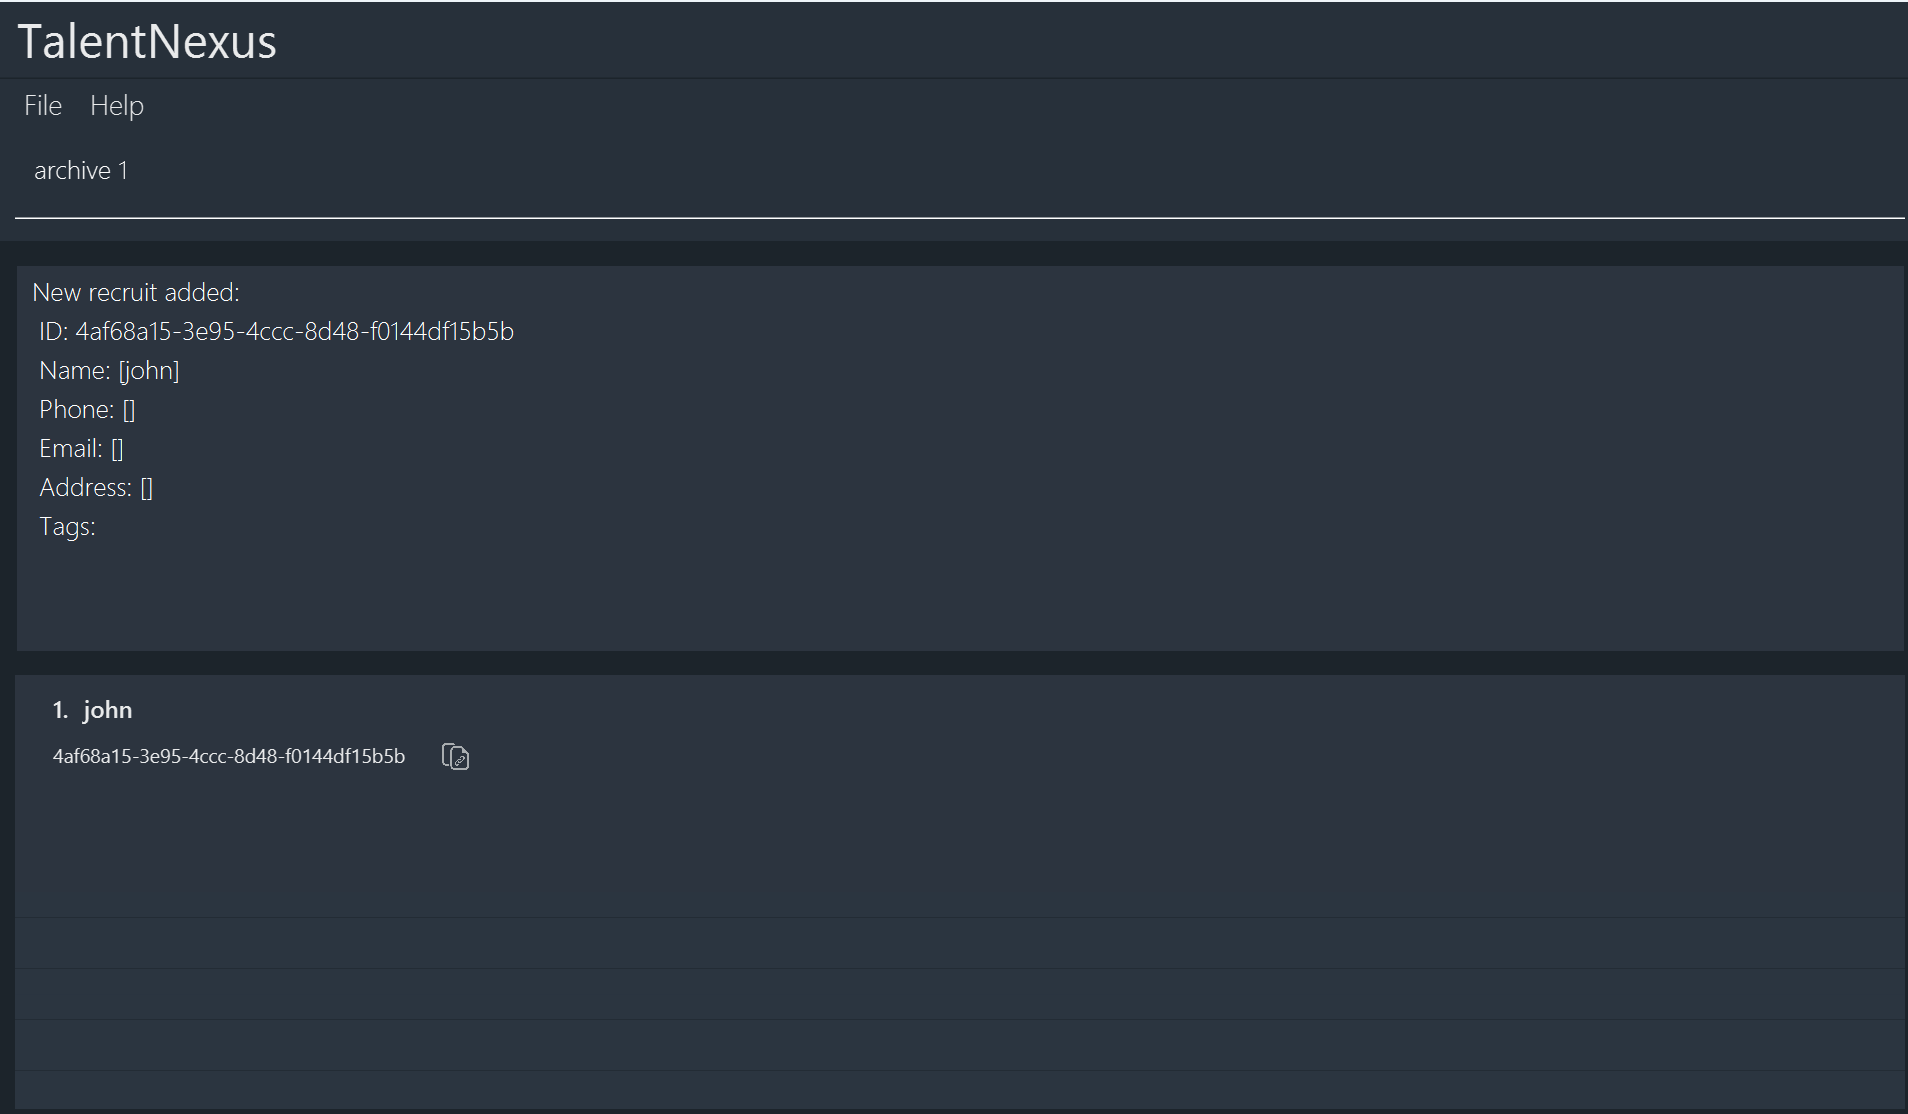 TalentNexus
File Help
archive 1
New recruit added:
ID: 4af68a15-3e95-4ccc-8d48-f0144df15b5b
Name: [john]
Phone: []
Email: []
Address: []
Tags:
1. john
4af68a15-3e95-4ccc-8d48-f0144df15b5b